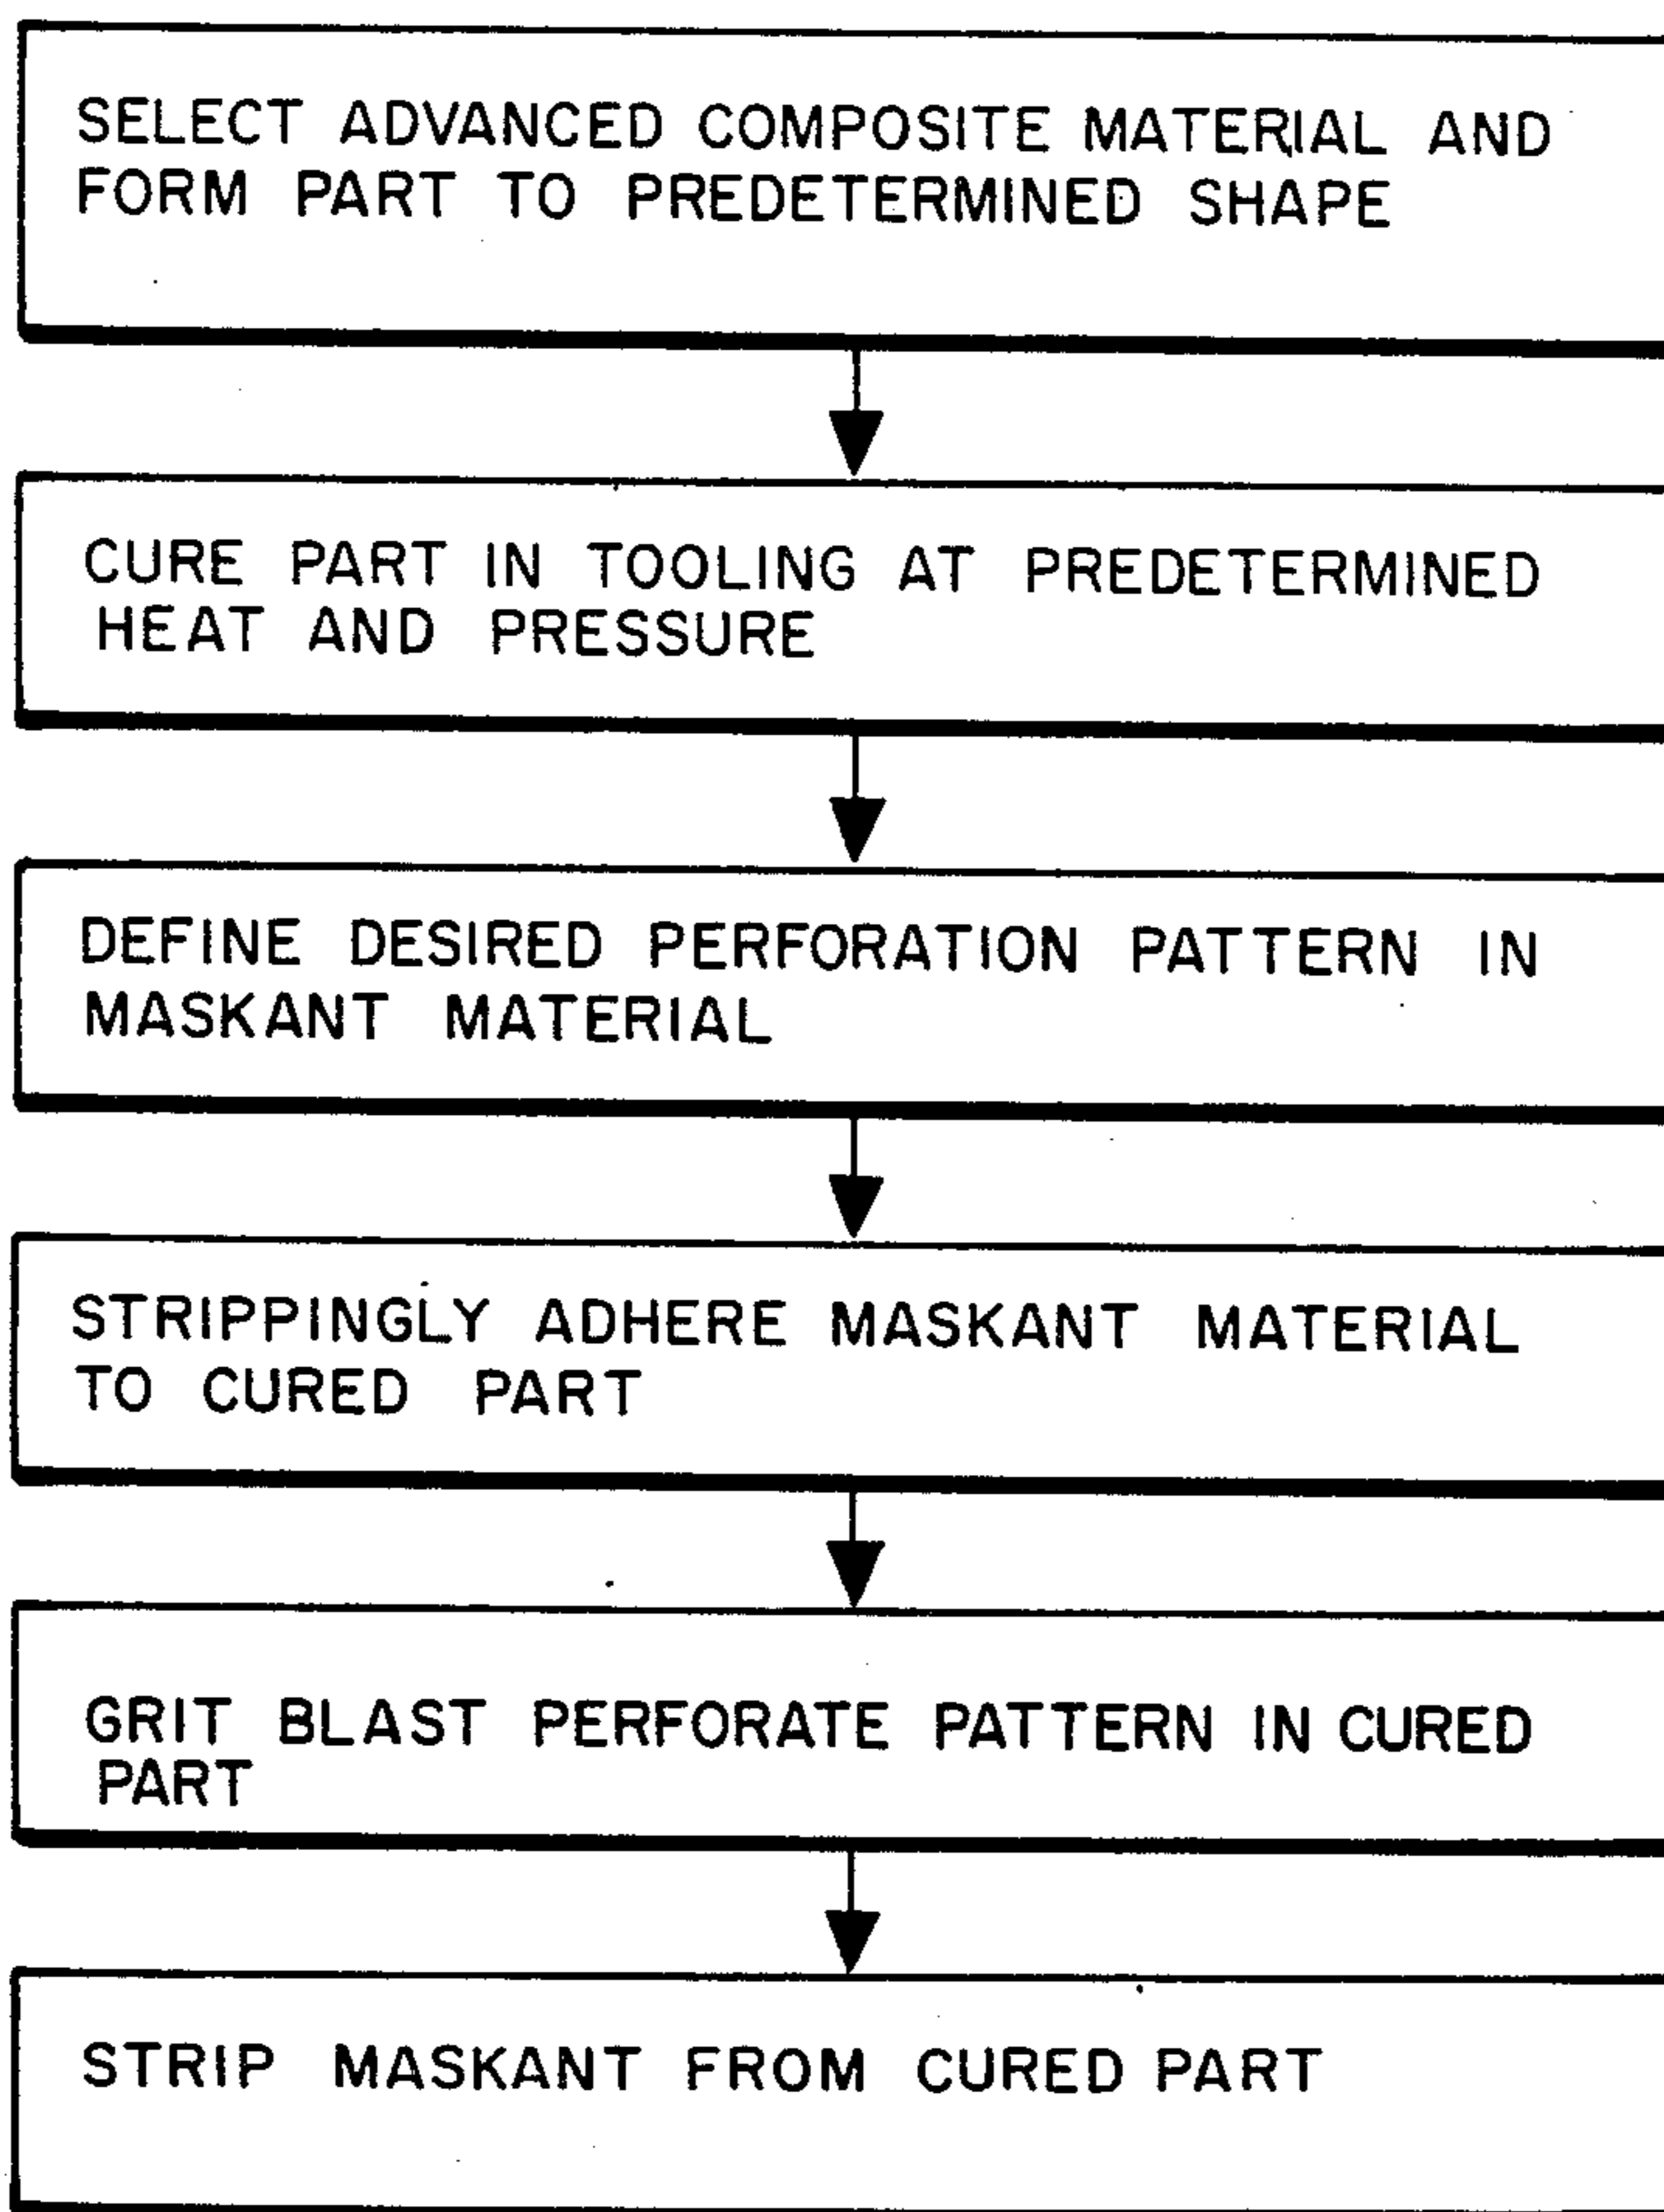 SELECT ADVANCED COMPOSITE MATERIAL AND
FORM PART TO PREDETERMINED SHAPE
CURE PART IN TOOLING AT PREDETERMINED
HEAT AND PRESSURE
DEFINE DESIRED PERFORATION PATTERN IN
MASKANT MATERIAL
STRIPPINGLY ADHERE MASKANT MATERIAL
TO CURED PART
GRIT BLAST PERFORATE PATTERN IN CURED
PART
STRIP MASKANT FROM CURED PART